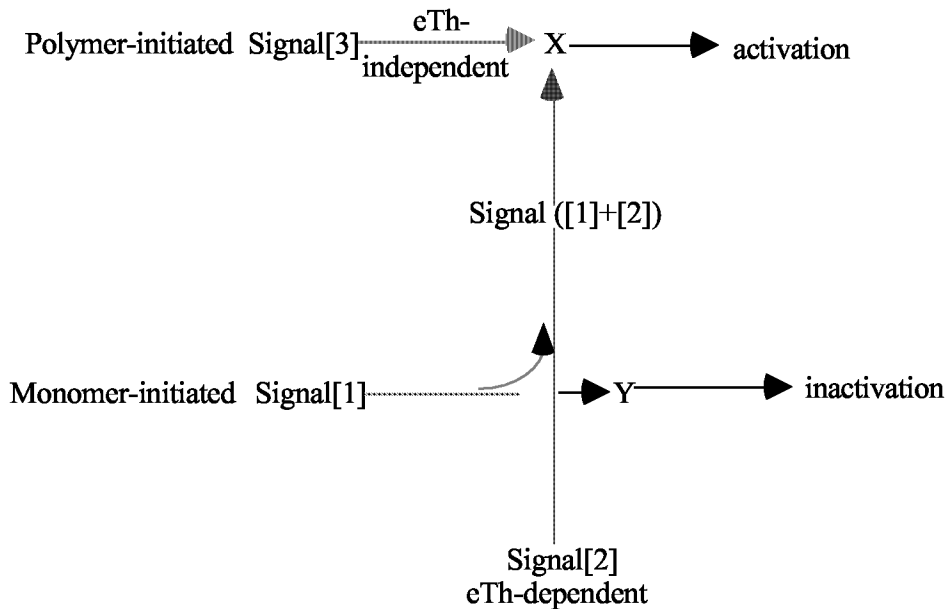 eTh-
Polymer-initiated Signal[3] X activation
independent
Signal ([1]+[2])
Monomer-initiated Signal[1] Y inactivation
Signal[2]
eTh-dependent